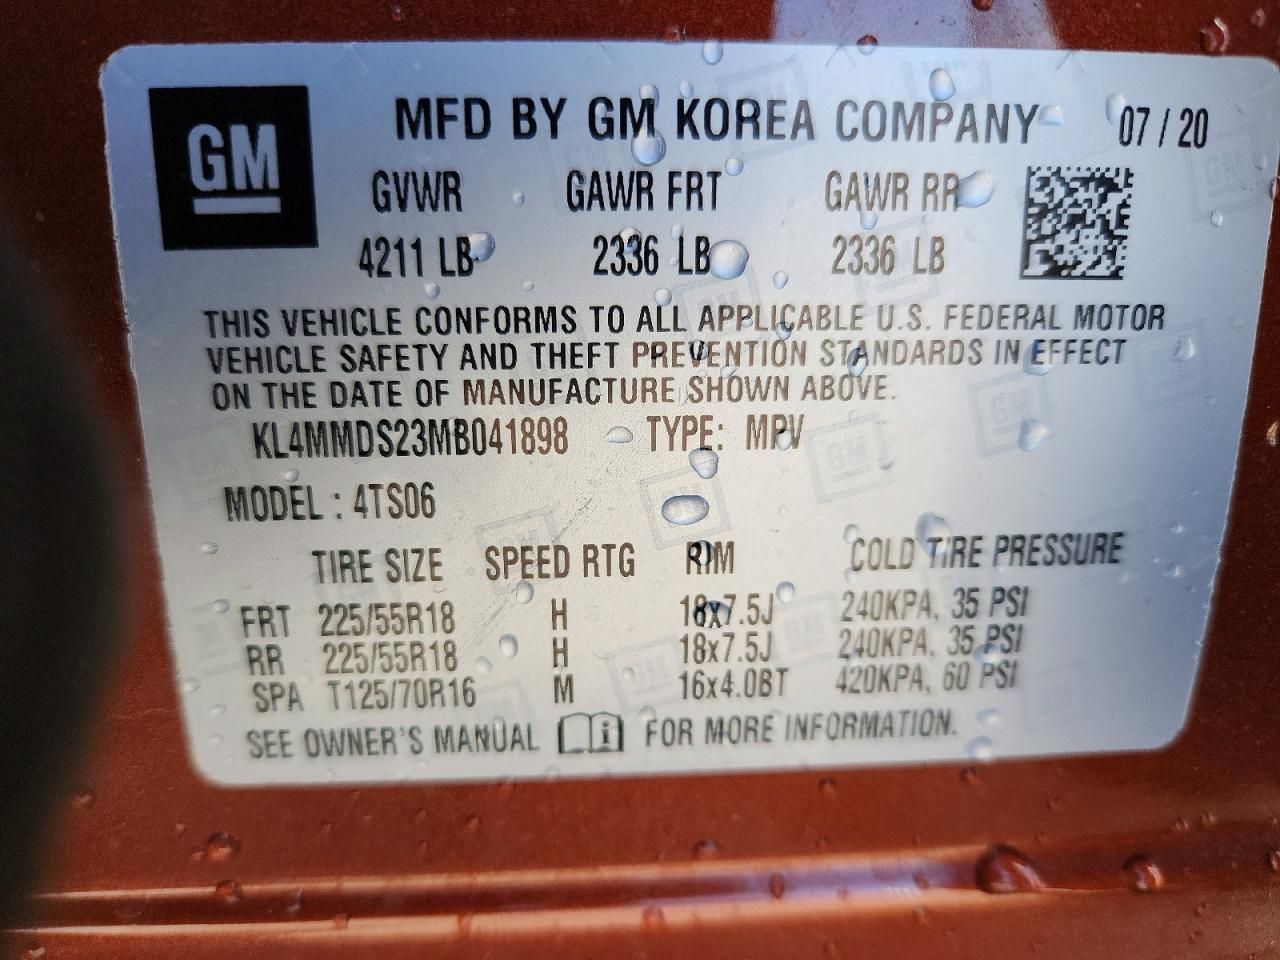 GM
MFD BY GM KOREA COMPANY 07/20
GVWR GAWR FRT GAWR RR
4211 LB 2336 LB 2336 LB
THIS VEHICLE CONFORMS TO ALL APPLICABLE U.S. FEDERAL MOTOR
VEHICLE SAFETY AND THEFT PREVENTION STANDARDS IN EFFECT
ON THE DATE OF MANUFACTURE SHOWN ABOVE.
KL4MMDS23MB041898 TYPE: MPV
MODEL : 4TS06
TIRE SIZE SPEED RTG RIM COLD TIRE PRESSURE
FRT 225/55R18 H 18x7.5J 240KPA, 35 PSI
RR 225/55R18 H 18x7.5J 240KPA, 35 PSI
SPA T125/70R16 M 16x4.0BT 420KPA, 60 PSI
SEE OWNER'S MANUAL i FOR MORE INFORMATION.